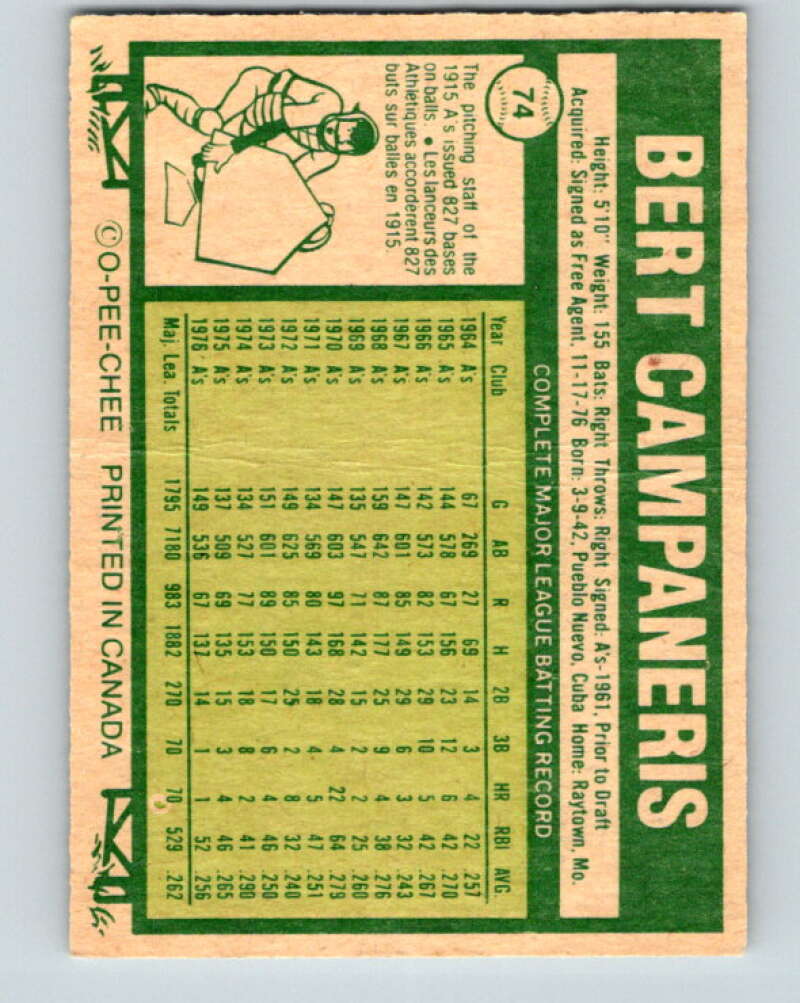 BERT CAMPANERIS
74
Height: 5'10" Weight: 155 Bats: Right Throws: Right Signed: A's-1961, Prior to Draft
Acquired: Signed as Free Agent, 11-17-76 Born: 3-9-42, Pueblo Nuevo, Cuba Home: Raytown, Mo.
The pitching staff of the
1915 A's issued 827 bases
on balls. • Les lanceurs des
Athlétiques accordèrent 827
buts sur balles en 1915.
COMPLETE MAJOR LEAGUE BATTING RECORD
Year Club G AB R H 2B 3B HR RBI AVG.
1964 A's 67 269 27 69 14 3 4 22 .257
1965 A's 144 578 67 156 23 12 6 42 .270
1966 A's 142 573 82 153 29 10 5 42 .267
1967 A's 147 601 85 149 29 6 3 32 .243
1968 A's 159 642 87 177 25 9 4 38 .276
1969 A's 135 547 71 142 15 2 2 25 .260
1970 A's 147 603 97 168 28 4 22 64 .279
1971 A's 134 569 80 143 18 4 5 47 .251
1972 A's 149 625 85 150 25 2 8 32 .240
1973 A's 151 601 89 150 17 6 4 46 .250
1974 A's 134 527 77 153 18 8 2 41 .290
1975 A's 137 509 69 135 15 3 4 46 .265
1976 A's 149 536 67 137 14 1 1 52 .256
Maj. Lea. Totals 1795 7180 983 1882 270 70 70 529 .262
©O-PEE-CHEE PRINTED IN CANADA